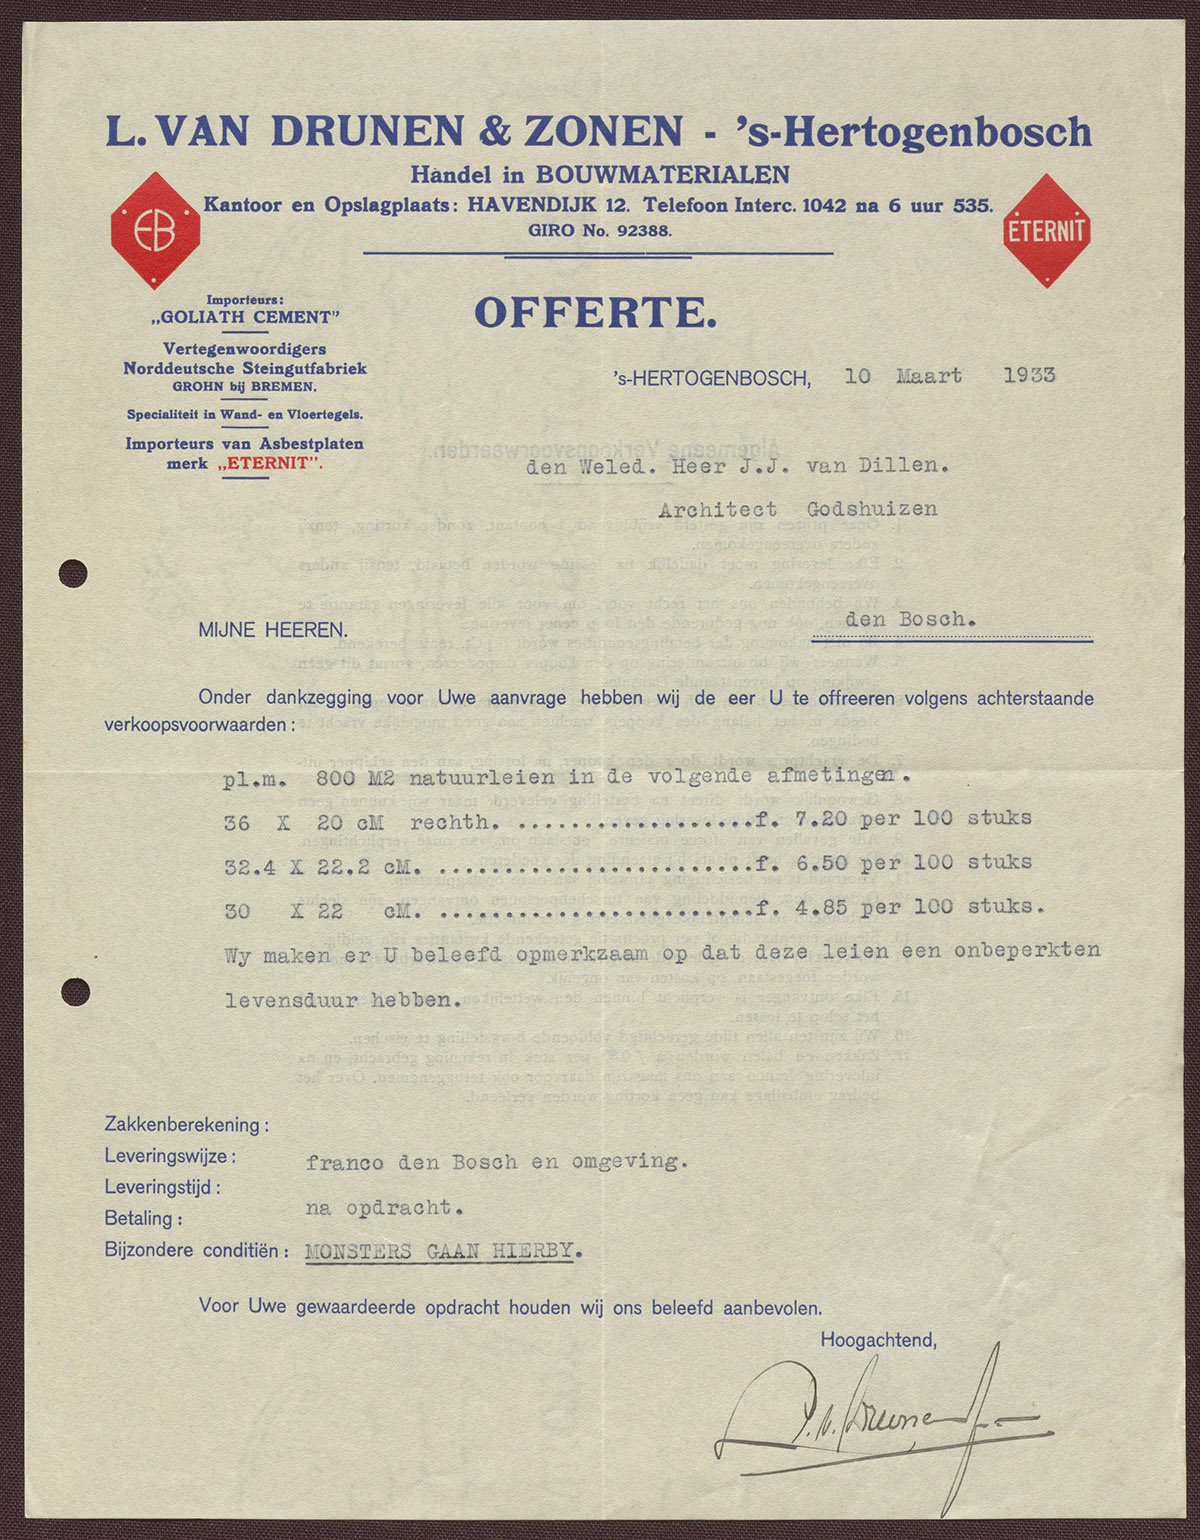 L. VAN DRUNEN & ZONEN - 's-Hertogenbosch
Handel in BOUWMATERIALEN
Kantoor en Opslagplaats: HAVENDIJK 12. Telefoon Interc. 1042 na 6 uur 535.
GIRO No. 92388.
EB
ETERNIT
Importeurs:
„GOLIATH CEMENT”
Vertegenwoordigers
Norddeutsche Steingutfabriek
GROHN bij BREMEN.
Specialiteit in Wand- en Vloertegels.
Importeurs van Asbestplaten
merk „ETERNIT”.
OFFERTE.
's-HERTOGENBOSCH, 10 Maart 1933
den Weled. Heer J.J. van Dillen.
Architect Godshuizen
den Bosch.
MIJNE HEEREN.
Onder dankzegging voor Uwe aanvrage hebben wij de eer U te offreeren volgens achterstaande
verkoopsvoorwaarden:
pl.m. 800 M2 natuurleien in de volgende afmetingen.
36 X 20 cM rechth. ...................f. 7.20 per 100 stuks
32.4 X 22.2 cM. .........................f. 6.50 per 100 stuks
30 X 22 cM. .........................f. 4.85 per 100 stuks.
Wy maken er U beleefd opmerkzaam op dat deze leien een onbeperkten
levensduur hebben.
Zakkenberekening:
Leveringswijze: franco den Bosch en omgeving.
Leveringstijd: na opdracht.
Betaling:
Bijzondere conditiën: MONSTERS GAAN HIERBY.
Voor Uwe gewaardeerde opdracht houden wij ons beleefd aanbevolen.
Hoogachtend,